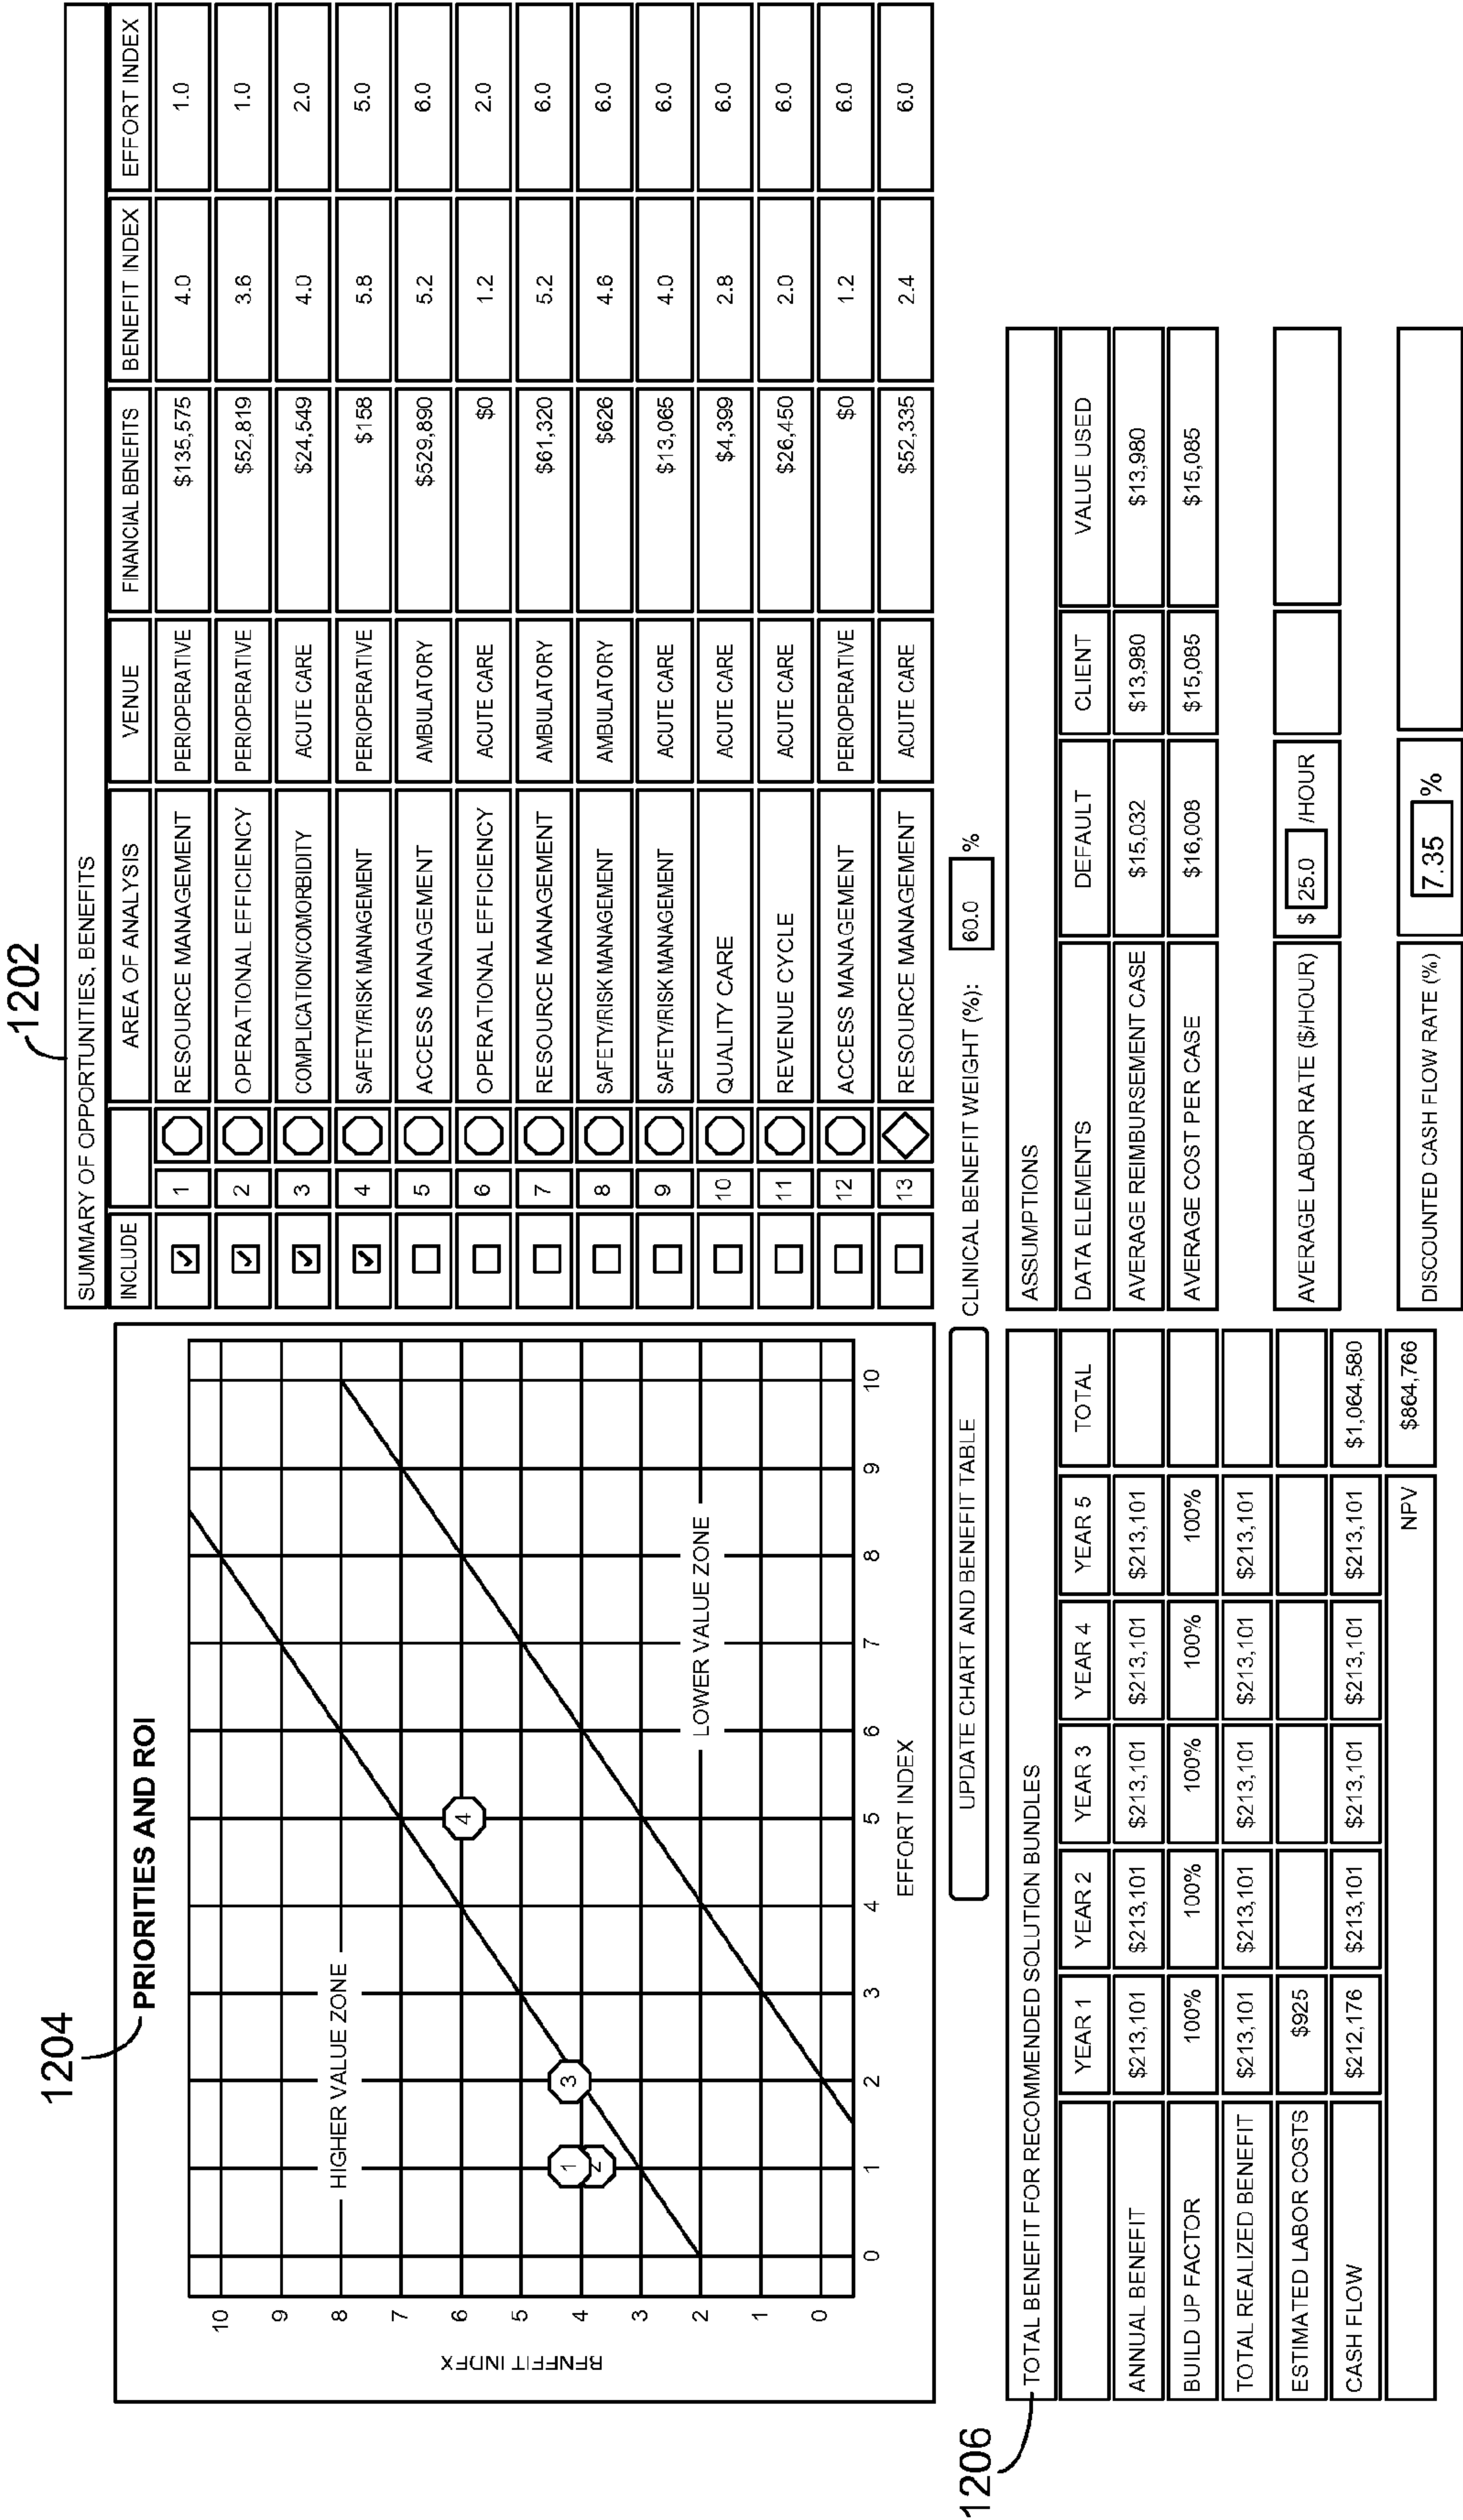 1204
PRIORITIES AND ROI
BENEFIT INDEX
10
9
8
7
6
5
4
3
2
1
0
HIGHER VALUE ZONE
LOWER VALUE ZONE
1
2
3
4
0 1 2 3 4 5 6 7 8 9 10
EFFORT INDEX
1202
SUMMARY OF OPPORTUNITIES, BENEFITS
INCLUDE AREA OF ANALYSIS VENUE FINANCIAL BENEFITS BENEFIT INDEX EFFORT INDEX
1 RESOURCE MANAGEMENT PERIOPERATIVE $135,575 4.0 1.0
2 OPERATIONAL EFFICIENCY PERIOPERATIVE $52,819 3.6 1.0
3 COMPLICATION/COMORBIDITY ACUTE CARE $24,549 4.0 2.0
4 SAFETY/RISK MANAGEMENT PERIOPERATIVE $158 5.8 5.0
5 ACCESS MANAGEMENT AMBULATORY $529,890 5.2 6.0
6 OPERATIONAL EFFICIENCY ACUTE CARE $0 1.2 2.0
7 RESOURCE MANAGEMENT AMBULATORY $61,320 5.2 6.0
8 SAFETY/RISK MANAGEMENT AMBULATORY $626 4.6 6.0
9 SAFETY/RISK MANAGEMENT ACUTE CARE $13,065 4.0 6.0
10 QUALITY CARE ACUTE CARE $4,399 2.8 6.0
11 REVENUE CYCLE ACUTE CARE $26,450 2.0 6.0
12 ACCESS MANAGEMENT PERIOPERATIVE $0 1.2 6.0
13 RESOURCE MANAGEMENT ACUTE CARE $52,335 2.4 6.0
UPDATE CHART AND BENEFIT TABLE
CLINICAL BENEFIT WEIGHT (%): 60.0 %
1206
TOTAL BENEFIT FOR RECOMMENDED SOLUTION BUNDLES
YEAR 1 YEAR 2 YEAR 3 YEAR 4 YEAR 5 TOTAL
ANNUAL BENEFIT $213,101 $213,101 $213,101 $213,101 $213,101
BUILD UP FACTOR 100% 100% 100% 100% 100%
TOTAL REALIZED BENEFIT $213,101 $213,101 $213,101 $213,101 $213,101
ESTIMATED LABOR COSTS $925
CASH FLOW $212,176 $213,101 $213,101 $213,101 $213,101 $1,064,580
NPV $864,766
ASSUMPTIONS
DATA ELEMENTS DEFAULT CLIENT VALUE USED
AVERAGE REIMBURSEMENT CASE $15,032 $13,980 $13,980
AVERAGE COST PER CASE $16,008 $15,085 $15,085
AVERAGE LABOR RATE ($/HOUR) $ 25.0 /HOUR
DISCOUNTED CASH FLOW RATE (%) 7.35 %